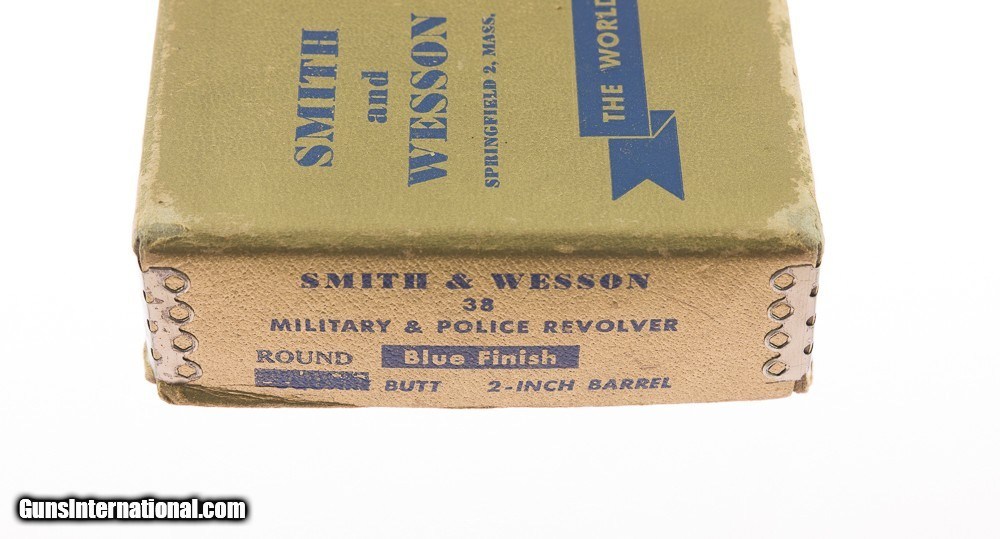 SMITH
and
WESSON
SPRINGFIELD 2, MASS.
THE WORLD
SMITH & WESSON
38
MILITARY & POLICE REVOLVER
ROUND Blue Finish
BUTT 2-INCH BARREL
GunsInternational.com